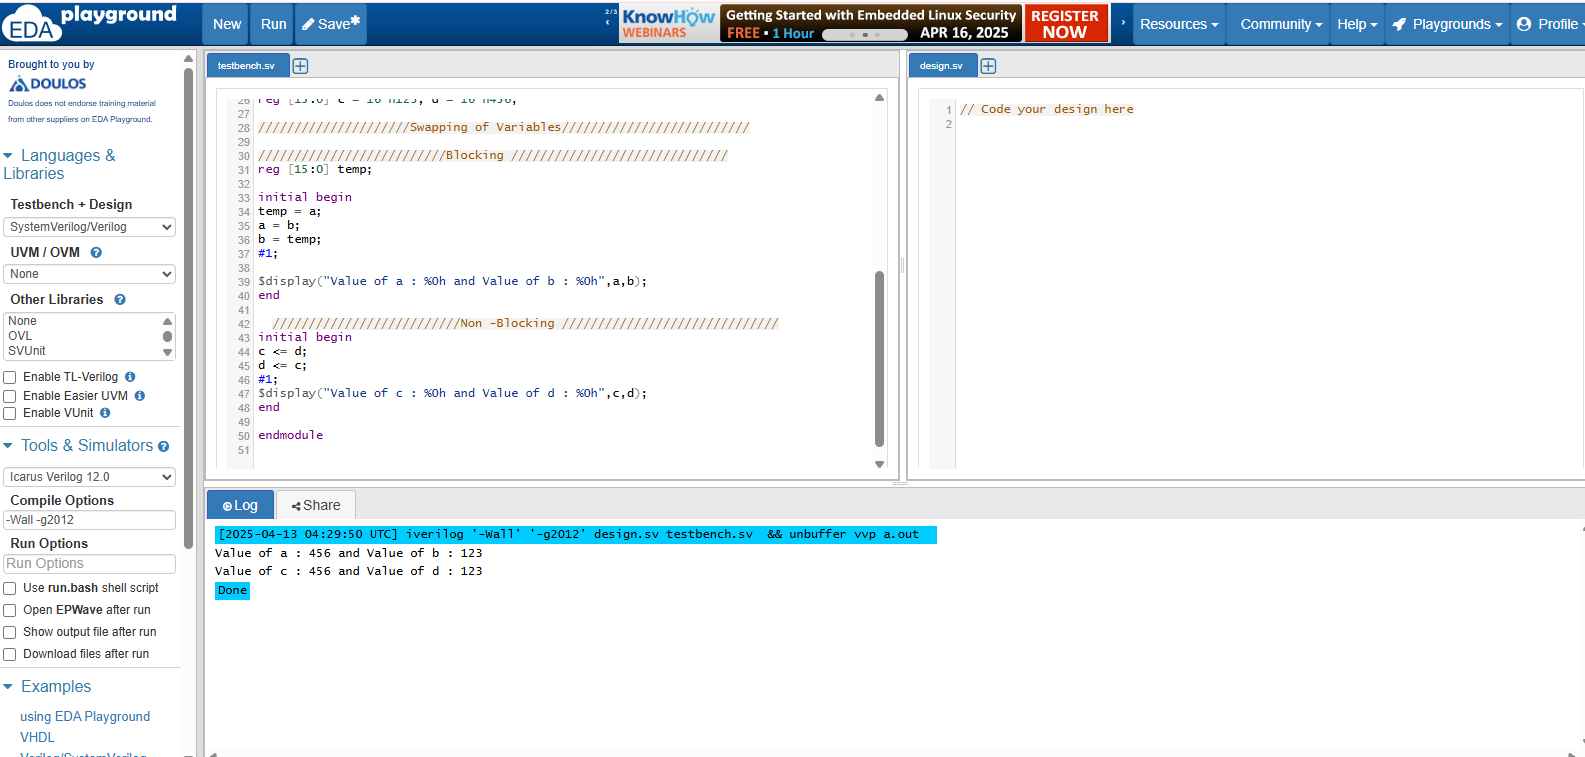 EDA playground
New
Run
Save*
2/3
KnowHow
WEBINARS
Getting Started with Embedded Linux Security
FREE • 1 Hour
APR 16, 2025
REGISTER
NOW
Resources
Community
Help
Playgrounds
Profile
Brought to you by
DOULOS
Doulos does not endorse training material
from other suppliers on EDA Playground.
Languages &
Libraries
Testbench + Design
SystemVerilog/Verilog
UVM / OVM
None
Other Libraries
None
OVL
SVUnit
Enable TL-Verilog
Enable Easier UVM
Enable VUnit
Tools & Simulators
Icarus Verilog 12.0
Compile Options
-Wall -g2012
Run Options
Run Options
Use run.bash shell script
Open EPWave after run
Show output file after run
Download files after run
Examples
using EDA Playground
VHDL
Verilog/SystemVerilog
testbench.sv
26 reg [15:0] c = 16'h123, d = 16'h456;
27
28 /////////////////////Swapping of Variables//////////////////////////
29
30 //////////////////////////Blocking //////////////////////////////
31 reg [15:0] temp;
32
33 initial begin
34 temp = a;
35 a = b;
36 b = temp;
37 #1;
38
39 $display("Value of a : %0h and Value of b : %0h",a,b);
40 end
41
42 //////////////////////////Non -Blocking //////////////////////////////
43 initial begin
44 c <= d;
45 d <= c;
46 #1;
47 $display("Value of c : %0h and Value of d : %0h",c,d);
48 end
49
50 endmodule
51
design.sv
1 // Code your design here
2
Log
Share
[2025-04-13 04:29:50 UTC] iverilog '-Wall' '-g2012' design.sv testbench.sv && unbuffer vvp a.out
Value of a : 456 and Value of b : 123
Value of c : 456 and Value of d : 123
Done